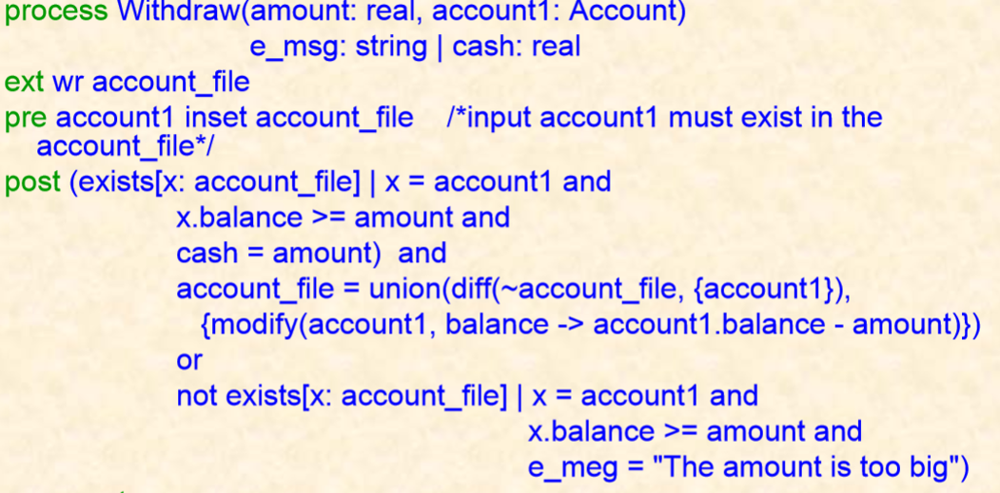 process Withdraw(amount: real, account1: Account)
e_msg: string | cash: real
ext wr account_file
pre account1 inset account_file /*input account1 must exist in the
account_file*/
post (exists[x: account_file] | x = account1 and
x.balance >= amount and
cash = amount) and
account_file = union(diff(~account_file, {account1}),
{modify(account1, balance -> account1.balance - amount)})
or
not exists[x: account_file] | x = account1 and
x.balance >= amount and
e_meg = "The amount is too big")